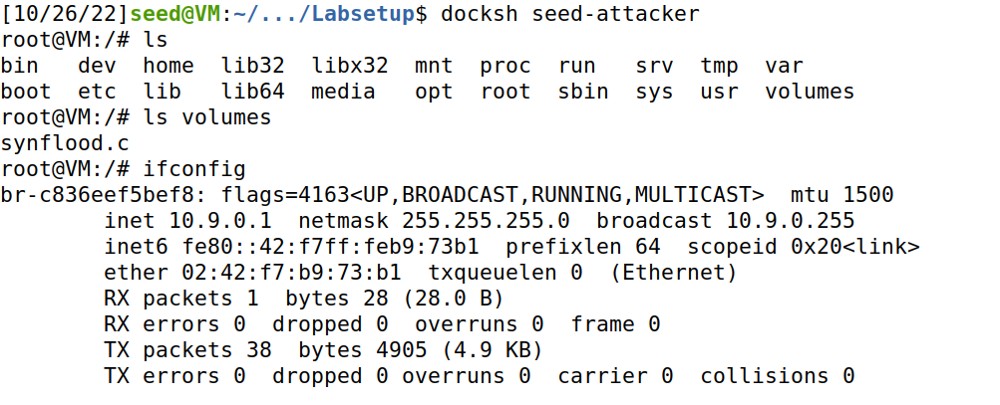 [10/26/22]seed@VM:~/.../Labsetup$ docksh seed-attacker
root@VM:/# ls
bin   dev  home  lib32  libx32  mnt  proc  run   srv  tmp  var
boot  etc  lib   lib64  media   opt  root  sbin  sys  usr  volumes
root@VM:/# ls volumes
synflood.c
root@VM:/# ifconfig
br-c836eef5bef8: flags=4163<UP,BROADCAST,RUNNING,MULTICAST>  mtu 1500
        inet 10.9.0.1  netmask 255.255.255.0  broadcast 10.9.0.255
        inet6 fe80::42:f7ff:feb9:73b1  prefixlen 64  scopeid 0x20<link>
        ether 02:42:f7:b9:73:b1  txqueuelen 0  (Ethernet)
        RX packets 1  bytes 28 (28.0 B)
        RX errors 0  dropped 0  overruns 0  frame 0
        TX packets 38  bytes 4905 (4.9 KB)
        TX errors 0  dropped 0 overruns 0  carrier 0  collisions 0